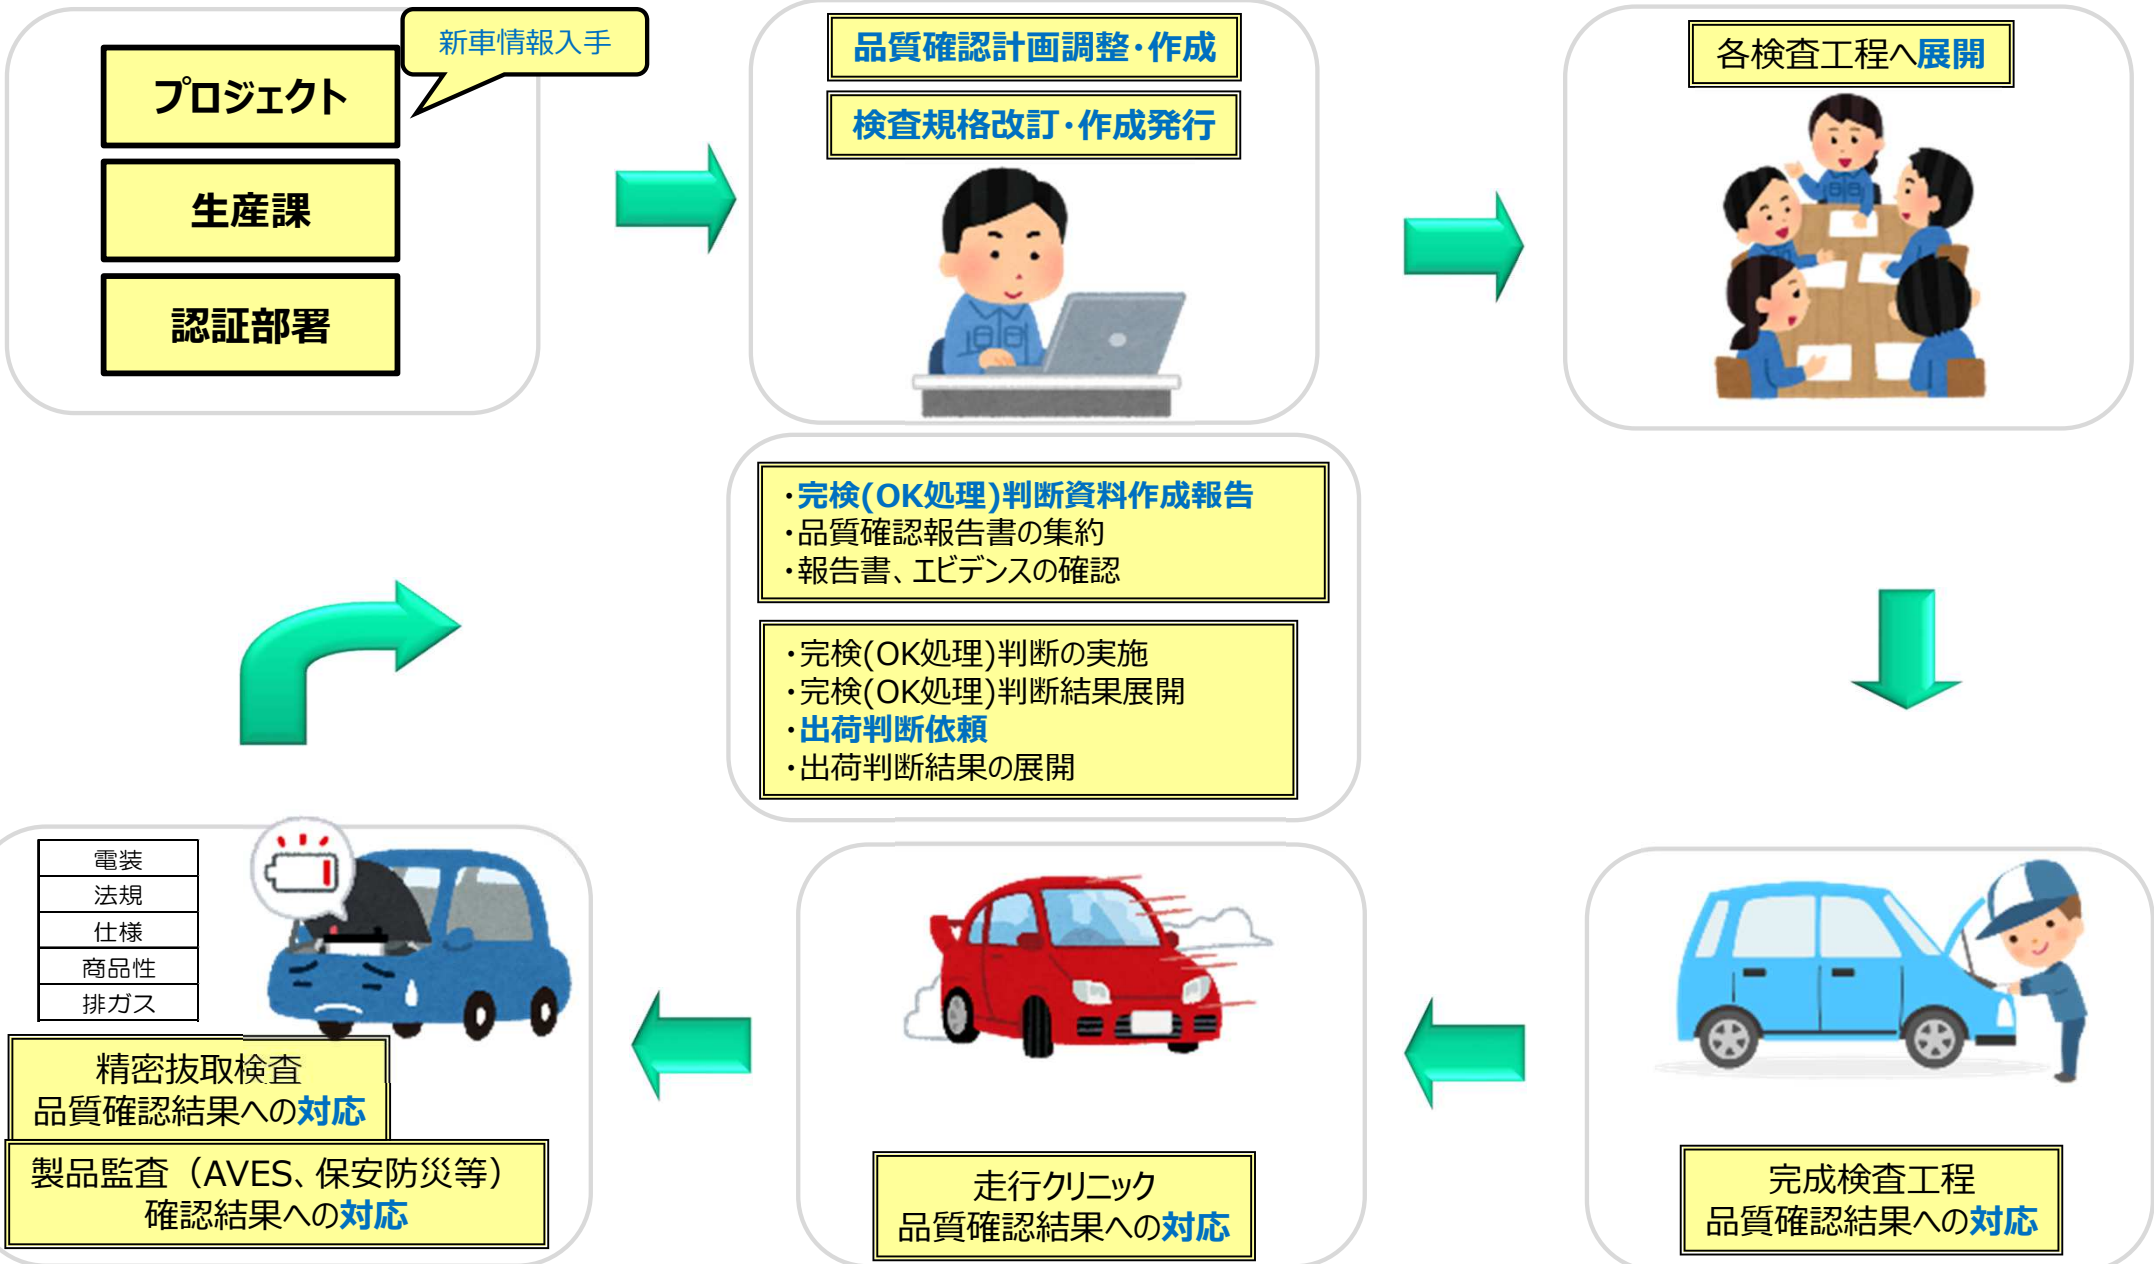 プロジェクト
新車情報入手
生産課
認証部署
品質確認計画調整・作成
検査規格改訂・作成発行
各検査工程へ展開
・完検(OK処理)判断資料作成報告
・品質確認報告書の集約
・報告書、エビデンスの確認
・完検(OK処理)判断の実施
・完検(OK処理)判断結果展開
・出荷判断依頼
・出荷判断結果の展開
電装
法規
仕様
商品性
排ガス
精密抜取検査
品質確認結果への対応
製品監査（AVES、保安防災等）
確認結果への対応
走行クリニック
品質確認結果への対応
完成検査工程
品質確認結果への対応